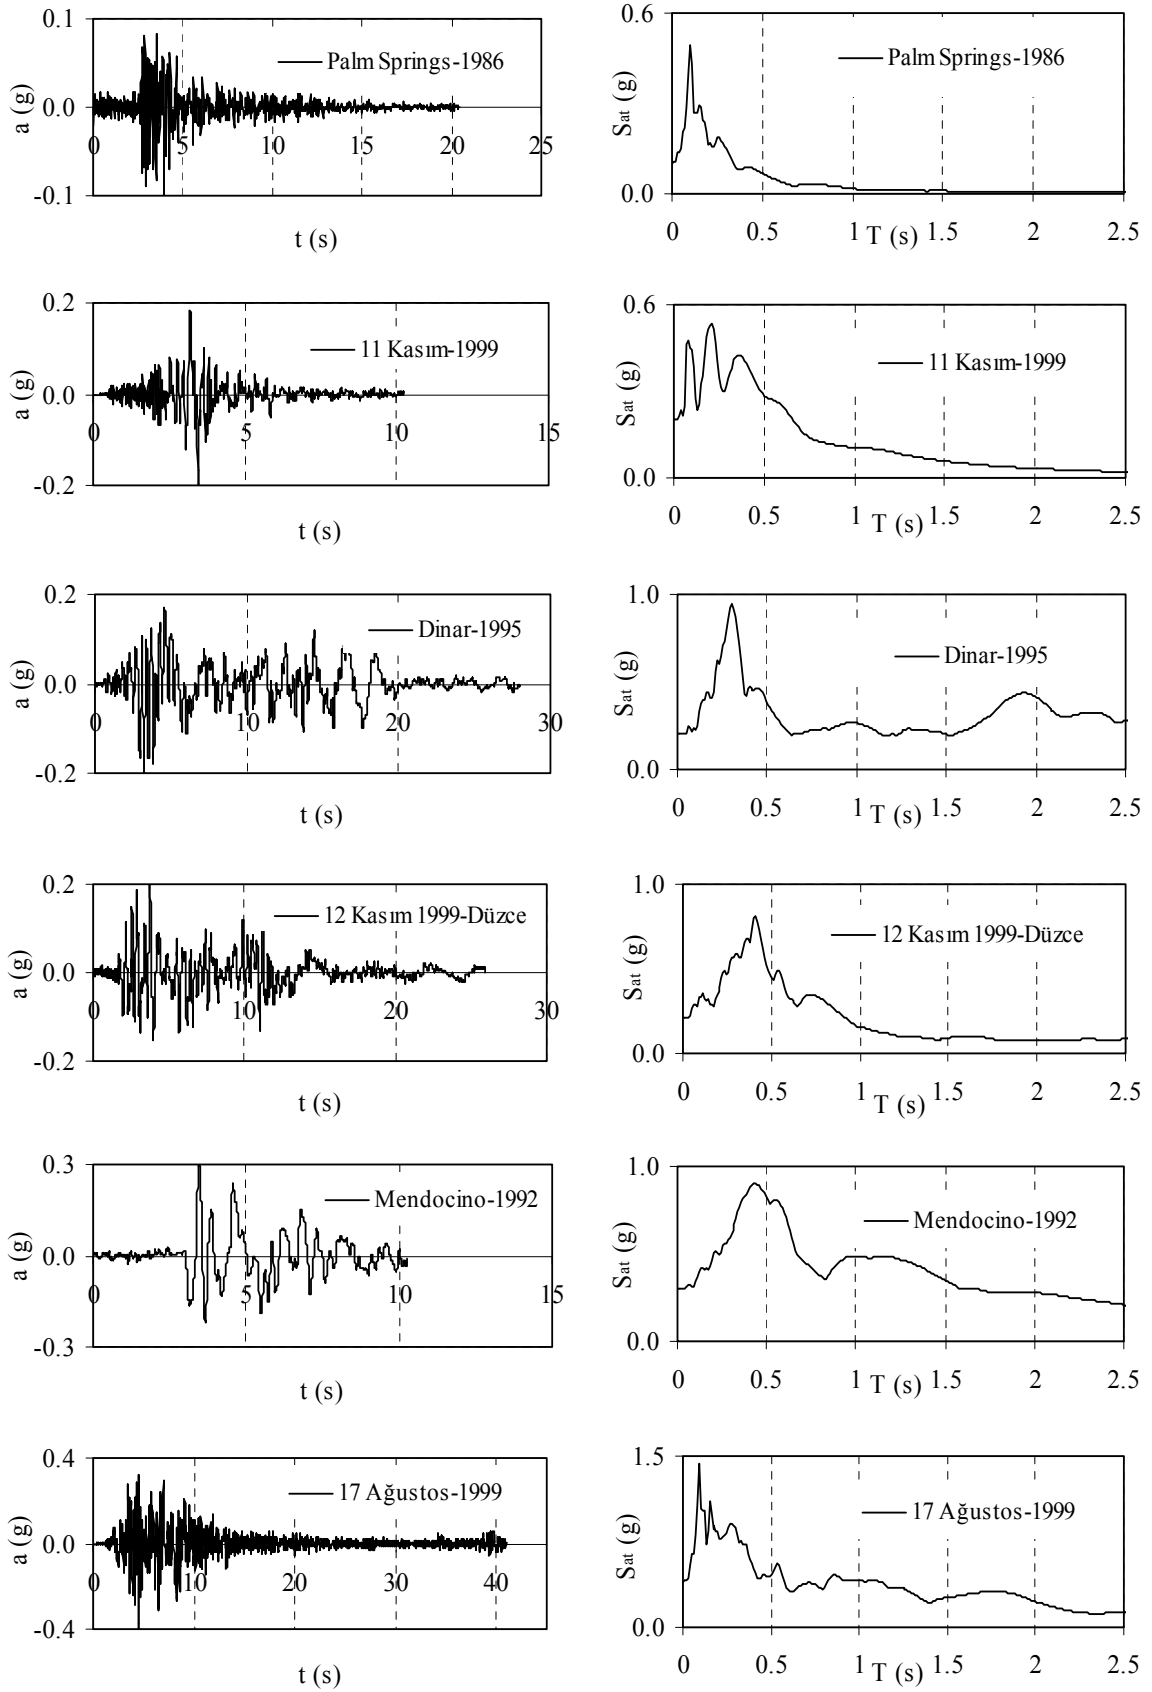 0.1
Palm Springs-1986
a (g)
0.0
0 5 10 15 20 25
-0.1
t (s)
0.6
Palm Springs-1986
Sat (g)
0.0
0 0.5 1 T (s) 1.5 2 2.5
0.2
11 Kasım-1999
a (g)
0.0
0 5 10 15
-0.2
t (s)
0.6
11 Kasım-1999
Sat (g)
0.0
0 0.5 1 T (s) 1.5 2 2.5
0.2
Dinar-1995
a (g)
0.0
0 10 20 30
-0.2
t (s)
1.0
Dinar-1995
Sat (g)
0.0
0 0.5 1 T (s) 1.5 2 2.5
0.2
12 Kasım 1999-Düzce
a (g)
0.0
0 10 20 30
-0.2
t (s)
1.0
12 Kasım 1999-Düzce
Sat (g)
0.0
0 0.5 1 T (s) 1.5 2 2.5
0.3
Mendocino-1992
a (g)
0.0
0 5 10 15
-0.3
t (s)
1.0
Mendocino-1992
Sat (g)
0.0
0 0.5 1 T (s) 1.5 2 2.5
0.4
17 Ağustos-1999
a (g)
0.0
0 10 20 30 40
-0.4
t (s)
1.5
17 Ağustos-1999
Sat (g)
0.0
0 0.5 1 T (s) 1.5 2 2.5